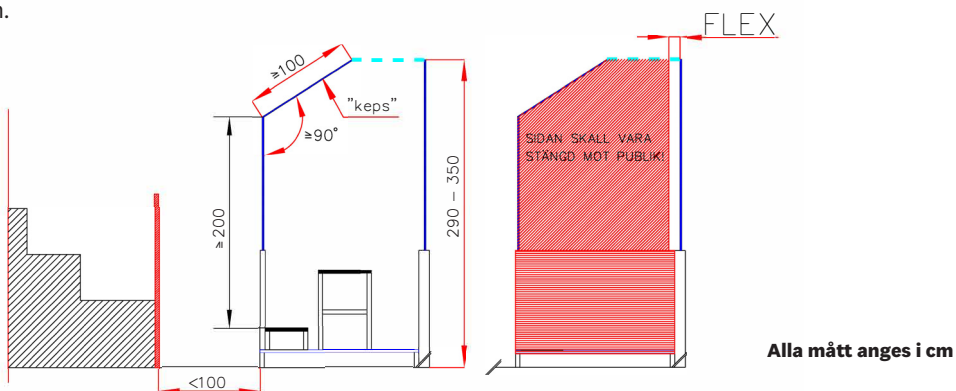 n.
FLEX
≥100
"keps"
≥90°
SIDAN SKALL VARA
STÄNGD MOT PUBLIK!
≥200
290 - 350
Alla mått anges i cm
<100